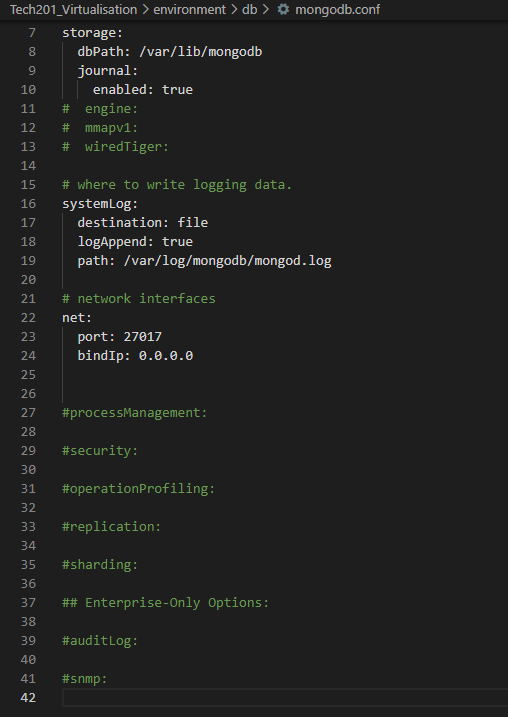 Tech201_Virtualisation > environment > db > mongodb.conf
7 storage:
8   dbPath: /var/lib/mongodb
9   journal:
10     enabled: true
11 #  engine:
12 #  mmapv1:
13 #  wiredTiger:
14
15 # where to write logging data.
16 systemLog:
17   destination: file
18   logAppend: true
19   path: /var/log/mongodb/mongod.log
20
21 # network interfaces
22 net:
23   port: 27017
24   bindIp: 0.0.0.0
25
26
27 #processManagement:
28
29 #security:
30
31 #operationProfiling:
32
33 #replication:
34
35 #sharding:
36
37 ## Enterprise-Only Options:
38
39 #auditLog:
40
41 #snmp:
42